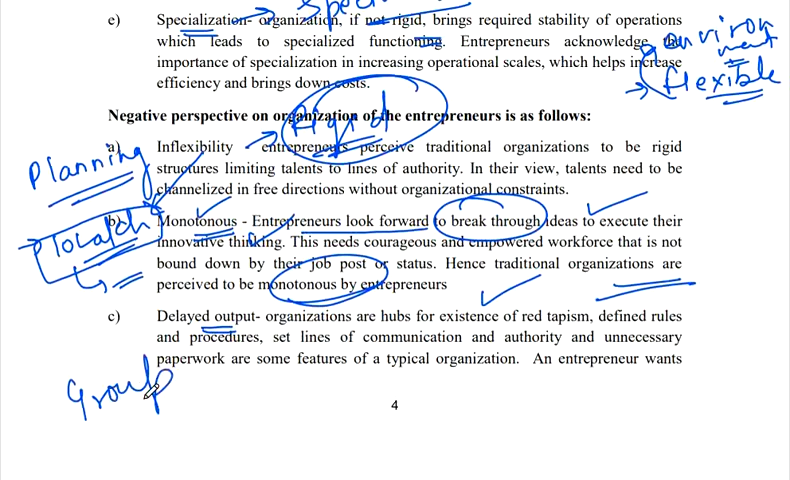 Speci
e) Specialization- organization, if not rigid, brings required stability of operations
which leads to specialized functioning. Entrepreneurs acknowledge the
importance of specialization in increasing operational scales, which helps increase
efficiency and brings down costs.
environ
ment
flexible
Negative perspective on organization of the entrepreneurs is as follows:
Rigid
a) Inflexibility - entrepreneurs perceive traditional organizations to be rigid
structures limiting talents to lines of authority. In their view, talents need to be
channelized in free directions without organizational constraints.
Planning
b) Monotonous - Entrepreneurs look forward to break through ideas to execute their
innovative thinking. This needs courageous and empowered workforce that is not
bound down by their job post or status. Hence traditional organizations are
perceived to be monotonous by entrepreneurs
c) Delayed output- organizations are hubs for existence of red tapism, defined rules
and procedures, set lines of communication and authority and unnecessary
paperwork are some features of a typical organization. An entrepreneur wants
Group
4